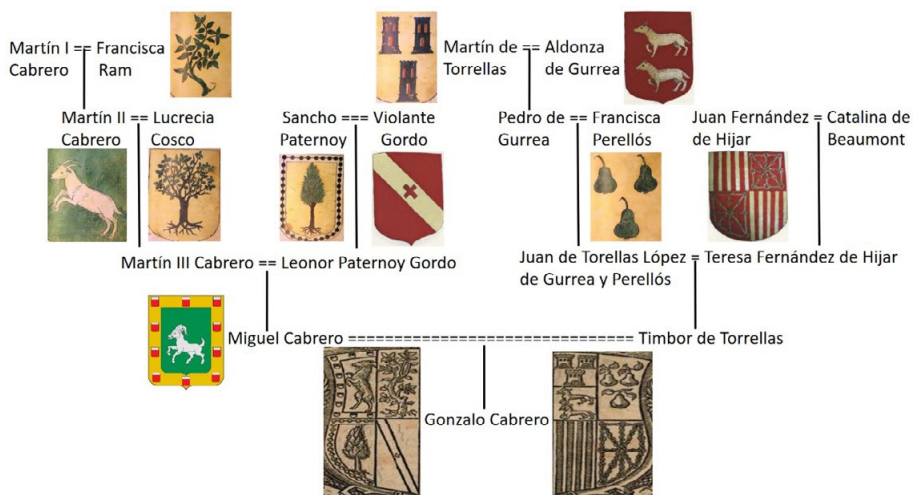 Martín I == Francisca
Cabrero Ram
Martín de == Aldonza
Torrellas de Gurrea
Martín II == Lucrecia
Cabrero Cosco
Sancho === Violante
Paternoy Gordo
Pedro de == Francisca
Gurrea Perellós
Juan Fernández = Catalina de
de Hijar Beaumont
Martín III Cabrero == Leonor Paternoy Gordo
Juan de Torellas López = Teresa Fernández de Hijar
de Gurrea y Perellós
Miguel Cabrero ========================== Timbor de Torrellas
Gonzalo Cabrero